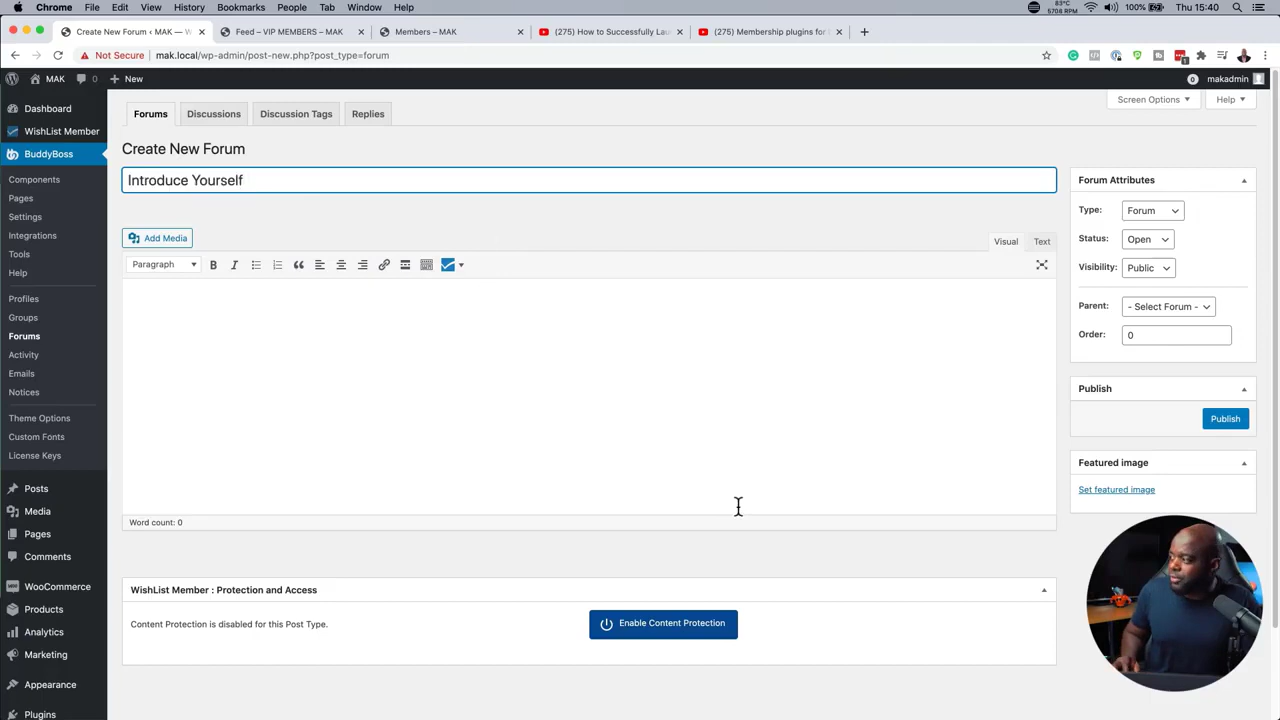 Chrome File Edit View History Bookmarks People Tab Window Help 83°C 5706 RPM 100% Thu 15:40
Create New Forum ‹ MAK — W Feed – VIP MEMBERS – MAK Members – MAK (275) How to Successfully Lau (275) Membership plugins for
Not Secure mak.local/wp-admin/post-new.php?post_type=forum
MAK 0 New 0 makadmin
Screen Options Help
Dashboard
WishList Member
BuddyBoss
Components
Pages
Settings
Integrations
Tools
Help
Profiles
Groups
Forums
Activity
Emails
Notices
Theme Options
Custom Fonts
License Keys
Posts
Media
Pages
Comments
WooCommerce
Products
Analytics
Marketing
Appearance
Plugins
Forums Discussions Discussion Tags Replies
Create New Forum
Introduce Yourself
Add Media
Visual Text
Paragraph B I
Word count: 0
WishList Member : Protection and Access
Content Protection is disabled for this Post Type.
Enable Content Protection
Forum Attributes
Type: Forum
Status: Open
Visibility: Public
Parent: - Select Forum -
Order: 0
Publish
Publish
Featured image
Set featured image